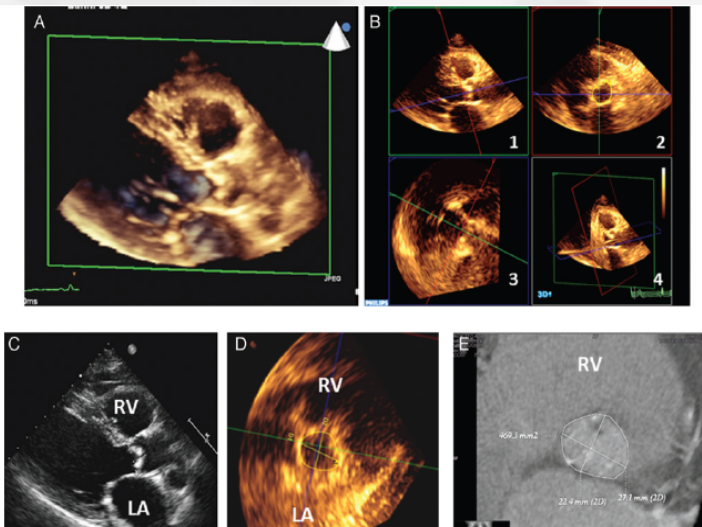 A
JPEG
0ms
B
1
2
3
4
PHILIPS
3D+
C
RV
LA
D
RV
LA
E
RV
469.3 mm2
22.4 mm (2D)
27.1 mm (2D)